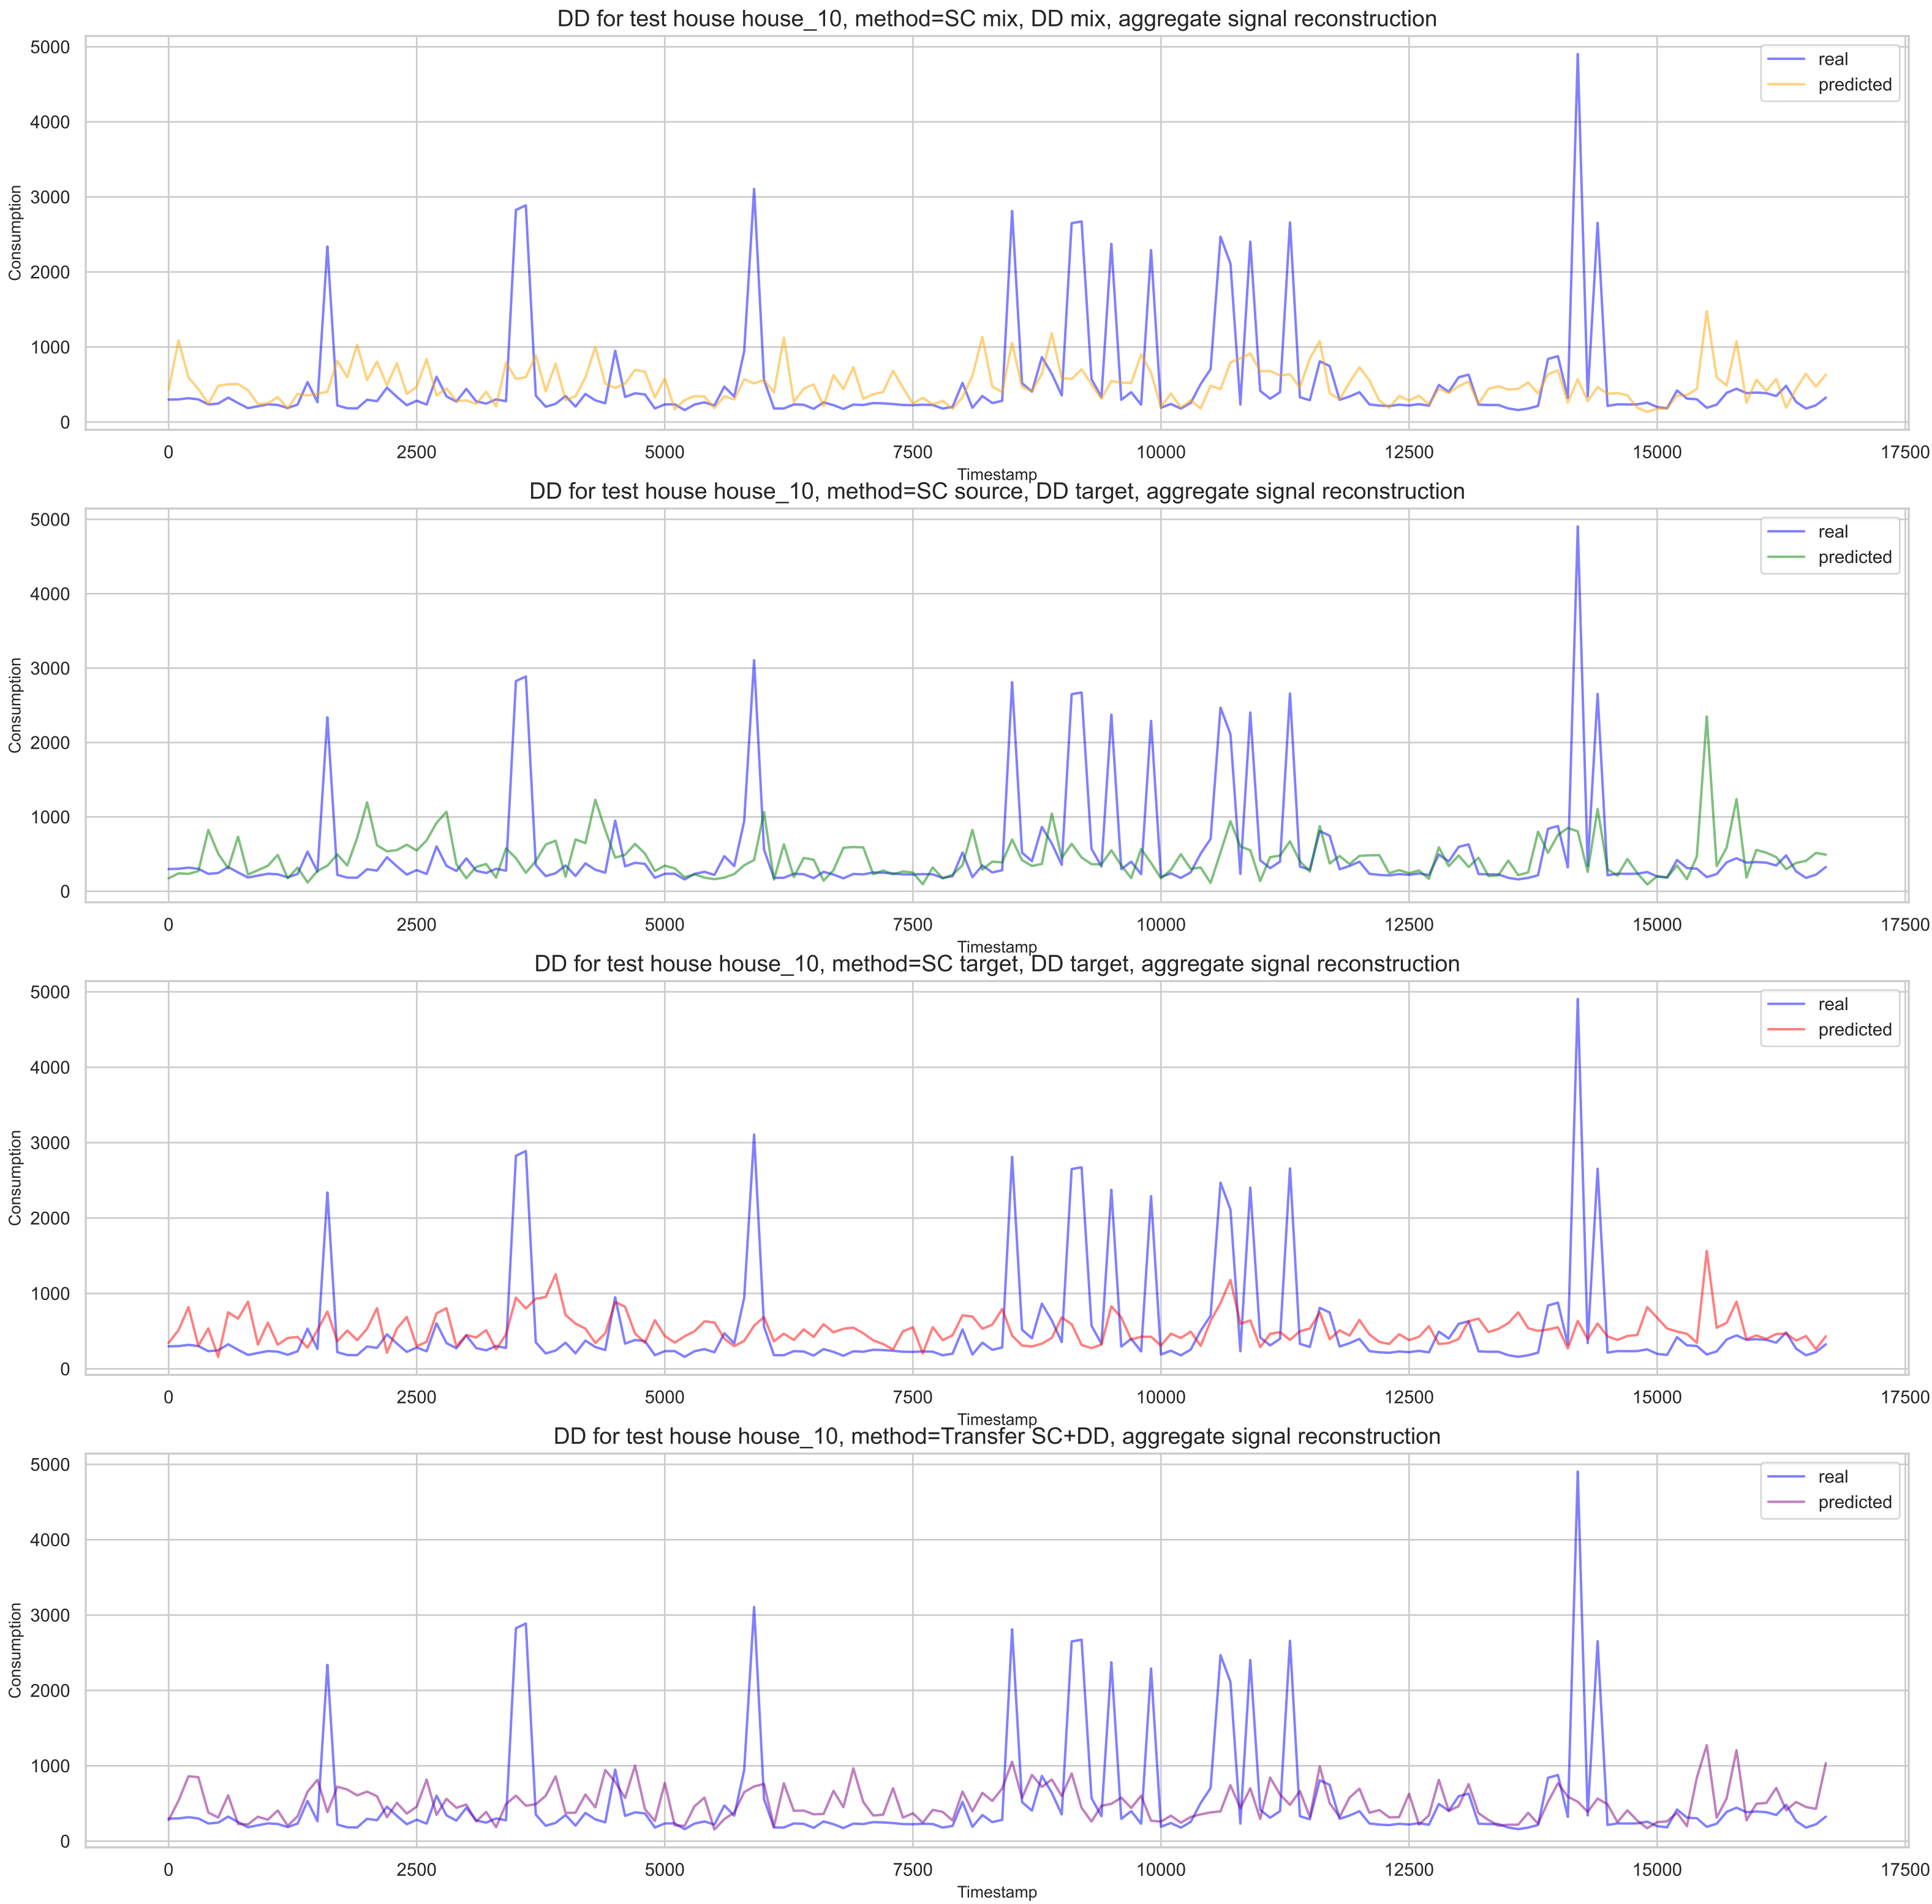 DD for test house house_10, method=SC mix, DD mix, aggregate signal reconstruction
5000
4000
3000
2000
1000
0
Consumption
real
predicted
0 2500 5000 7500 10000 12500 15000 17500
Timestamp
DD for test house house_10, method=SC source, DD target, aggregate signal reconstruction
5000
4000
3000
2000
1000
0
Consumption
real
predicted
0 2500 5000 7500 10000 12500 15000 17500
Timestamp
DD for test house house_10, method=SC target, DD target, aggregate signal reconstruction
5000
4000
3000
2000
1000
0
Consumption
real
predicted
0 2500 5000 7500 10000 12500 15000 17500
Timestamp
DD for test house house_10, method=Transfer SC+DD, aggregate signal reconstruction
5000
4000
3000
2000
1000
0
Consumption
real
predicted
0 2500 5000 7500 10000 12500 15000 17500
Timestamp